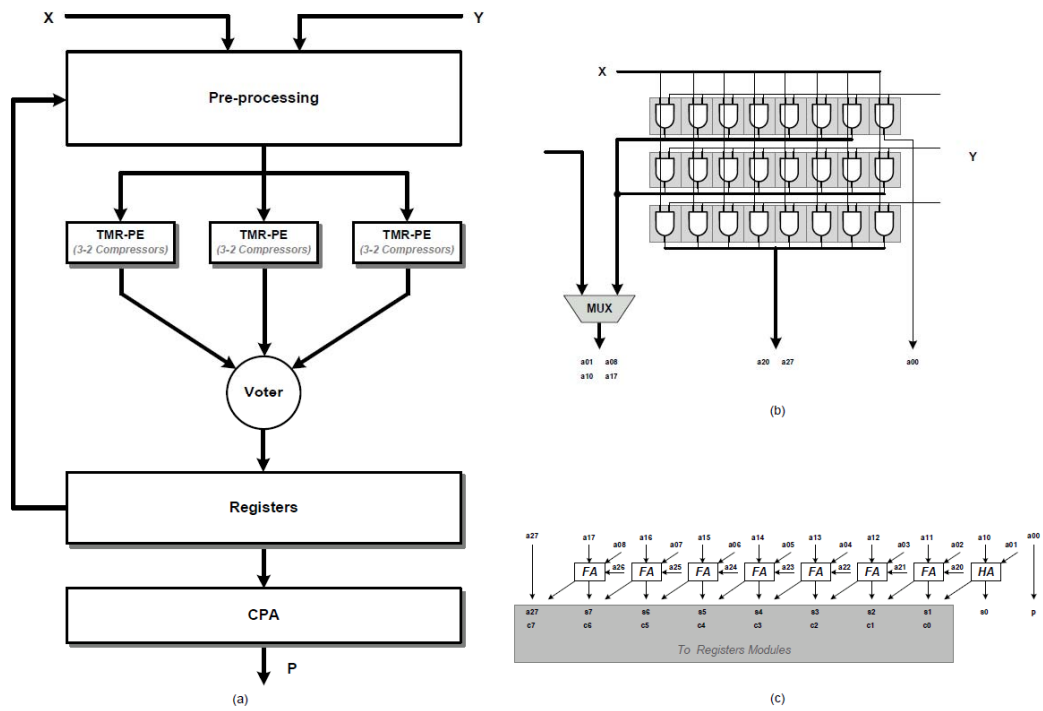 X Y
Pre-processing
TMR-PE TMR-PE TMR-PE
(3-2 Compressors) (3-2 Compressors) (3-2 Compressors)
Voter
Registers
CPA
P
(a)
X
Y
MUX
a01 a08 a20 a27 a00
a10 a17
(b)
a27 a17 a16 a15 a14 a13 a12 a11 a10 a00
a08 a07 a06 a05 a04 a03 a02 a01
FA a26 FA a25 FA a24 FA a23 FA a22 FA a21 FA a20 HA
a27 s7 s6 s5 s4 s3 s2 s1 s0 p
c7 c6 c5 c4 c3 c2 c1 c0
To Registers Modules
(c)